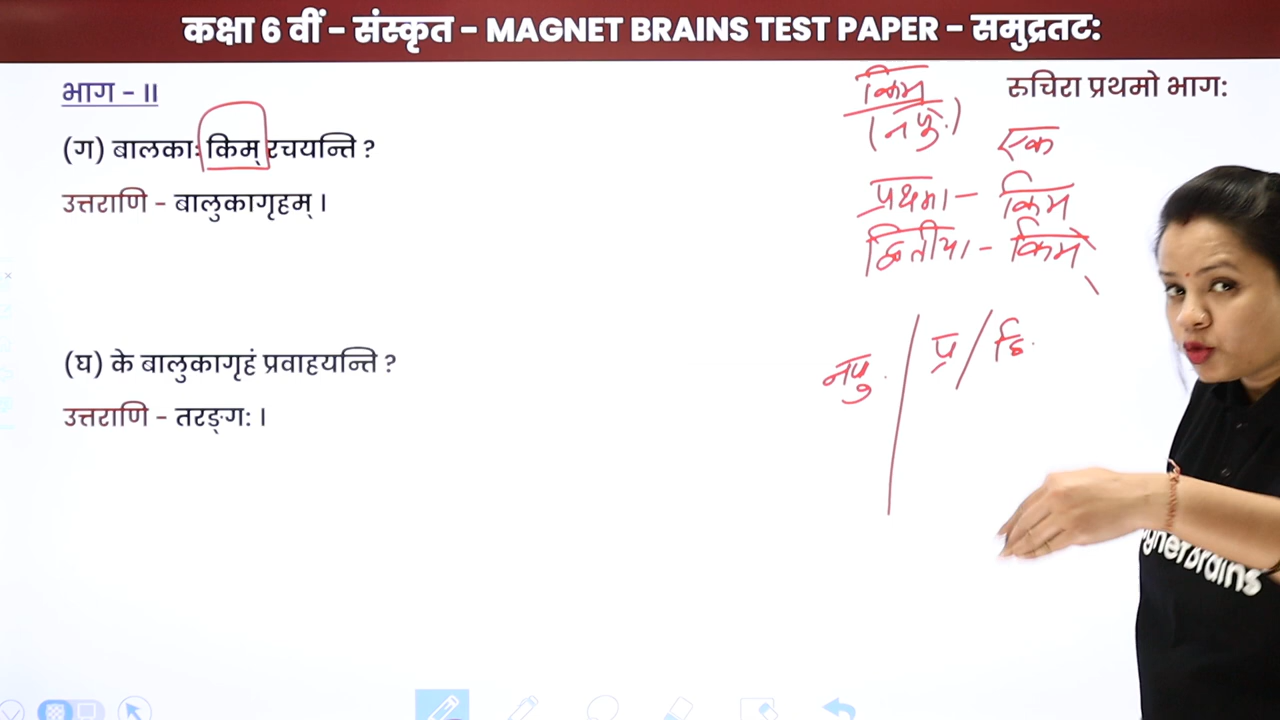 कक्षा 6 वीं - संस्कृत - MAGNET BRAINS TEST PAPER - समुद्रतट:
भाग - II
रुचिरा प्रथमो भाग:
(ग) बालका: किम् रचयन्ति ?
उत्तराणि - बालुकागृहम् ।
(घ) के बालुकागृहं प्रवाहयन्ति ?
उत्तराणि - तरङ्ग: ।
किम
(नपुं.)
एक
प्रथमा - किम
द्वितीया - किम्
नपु. प्र / द्वि.
gnetbrains